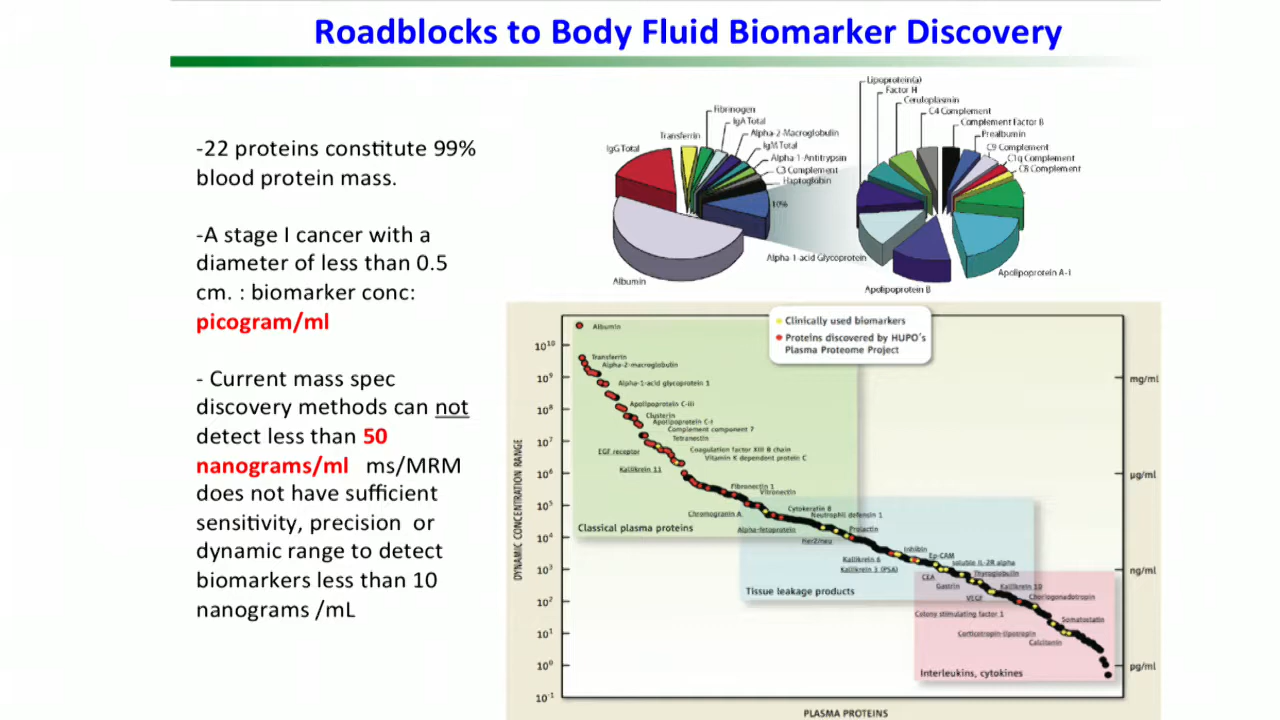 Roadblocks to Body Fluid Biomarker Discovery
-22 proteins constitute 99%
blood protein mass.
-A stage I cancer with a
diameter of less than 0.5
cm. : biomarker conc:
picogram/ml
- Current mass spec
discovery methods can not
detect less than 50
nanograms/ml ms/MRM
does not have sufficient
sensitivity, precision or
dynamic range to detect
biomarkers less than 10
nanograms /mL
Fibrinogen
IgA Total
Transferrin
Alpha-2-Macroglobulin
IgG Total
IgM Total
Alpha-1-Antitrypsin
C3 Complement
Haptoglobin
10%
Albumin
Lipoprotein(a)
Factor H
Ceruloplasmin
C4 Complement
Complement Factor B
Prealbumin
C9 Complement
C1q Complement
C8 Complement
Alpha-1-acid Glycoprotein
Apolipoprotein A-I
Apolipoprotein B
Clinically used biomarkers
Proteins discovered by HUPO's
Plasma Proteome Project
DYNAMIC CONCENTRATION RANGE
10¹⁰
10⁹
10⁸
10⁷
10⁶
10⁵
10⁴
10³
10²
10¹
10⁰
10⁻¹
mg/ml
µg/ml
ng/ml
pg/ml
Albumin
Transferrin
Alpha-2-macroglobulin
Alpha-1-acid glycoprotein 1
Apolipoprotein C-III
Clusterin
Apolipoprotein C-I
Complement component 7
Tetranectin
EGF receptor
Coagulation factor XIII B chain
Vitamin K dependent protein C
Kallikrein 11
Fibronectin 1
Vitronectin
Chromogranin A
Cytokeratin 8
Neutrophil defensin 1
Classical plasma proteins
Alpha-fetoprotein
Prolactin
Her2/neu
Inhibin
Kallikrein 6
Ep-CAM
Kallikrein 3 (PSA)
soluble IL-2R alpha
CEA
Thyroglobulin
Gastrin
Kallikrein 10
Tissue leakage products
VEGF
Choriogonadotropin
Colony stimulating factor 1
Somatostatin
Corticotropin-lipotropin
Calcitonin
Interleukins, cytokines
PLASMA PROTEINS